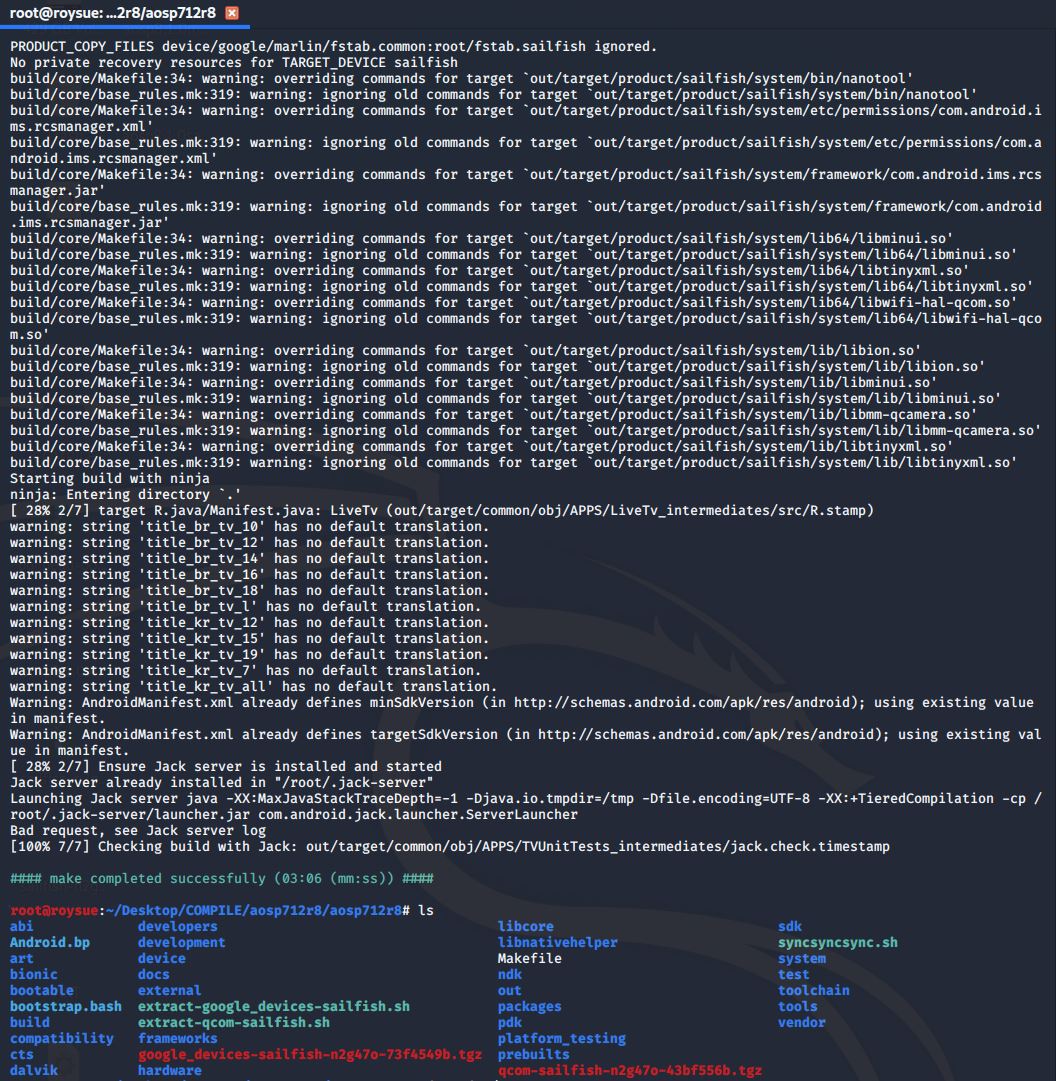 root@roysue: ...2r8/aosp712r8
PRODUCT_COPY_FILES device/google/marlin/fstab.common:root/fstab.sailfish ignored.
No private recovery resources for TARGET_DEVICE sailfish
build/core/Makefile:34: warning: overriding commands for target `out/target/product/sailfish/system/bin/nanotool'
build/core/base_rules.mk:319: warning: ignoring old commands for target `out/target/product/sailfish/system/bin/nanotool'
build/core/Makefile:34: warning: overriding commands for target `out/target/product/sailfish/system/etc/permissions/com.android.i
ms.rcsmanager.xml'
build/core/base_rules.mk:319: warning: ignoring old commands for target `out/target/product/sailfish/system/etc/permissions/com.a
ndroid.ims.rcsmanager.xml'
build/core/Makefile:34: warning: overriding commands for target `out/target/product/sailfish/system/framework/com.android.ims.rcs
manager.jar'
build/core/base_rules.mk:319: warning: ignoring old commands for target `out/target/product/sailfish/system/framework/com.android
.ims.rcsmanager.jar'
build/core/Makefile:34: warning: overriding commands for target `out/target/product/sailfish/system/lib64/libminui.so'
build/core/base_rules.mk:319: warning: ignoring old commands for target `out/target/product/sailfish/system/lib64/libminui.so'
build/core/Makefile:34: warning: overriding commands for target `out/target/product/sailfish/system/lib64/libtinyxml.so'
build/core/base_rules.mk:319: warning: ignoring old commands for target `out/target/product/sailfish/system/lib64/libtinyxml.so'
build/core/Makefile:34: warning: overriding commands for target `out/target/product/sailfish/system/lib64/libwifi-hal-qcom.so'
build/core/base_rules.mk:319: warning: ignoring old commands for target `out/target/product/sailfish/system/lib64/libwifi-hal-qco
m.so'
build/core/Makefile:34: warning: overriding commands for target `out/target/product/sailfish/system/lib/libion.so'
build/core/base_rules.mk:319: warning: ignoring old commands for target `out/target/product/sailfish/system/lib/libion.so'
build/core/Makefile:34: warning: overriding commands for target `out/target/product/sailfish/system/lib/libminui.so'
build/core/base_rules.mk:319: warning: ignoring old commands for target `out/target/product/sailfish/system/lib/libminui.so'
build/core/Makefile:34: warning: overriding commands for target `out/target/product/sailfish/system/lib/libmm-qcamera.so'
build/core/base_rules.mk:319: warning: ignoring old commands for target `out/target/product/sailfish/system/lib/libmm-qcamera.so'
build/core/Makefile:34: warning: overriding commands for target `out/target/product/sailfish/system/lib/libtinyxml.so'
build/core/base_rules.mk:319: warning: ignoring old commands for target `out/target/product/sailfish/system/lib/libtinyxml.so'
Starting build with ninja
ninja: Entering directory `.'
[ 28% 2/7] target R.java/Manifest.java: LiveTv (out/target/common/obj/APPS/LiveTv_intermediates/src/R.stamp)
warning: string 'title_br_tv_10' has no default translation.
warning: string 'title_br_tv_12' has no default translation.
warning: string 'title_br_tv_14' has no default translation.
warning: string 'title_br_tv_16' has no default translation.
warning: string 'title_br_tv_18' has no default translation.
warning: string 'title_br_tv_l' has no default translation.
warning: string 'title_kr_tv_12' has no default translation.
warning: string 'title_kr_tv_15' has no default translation.
warning: string 'title_kr_tv_19' has no default translation.
warning: string 'title_kr_tv_7' has no default translation.
warning: string 'title_kr_tv_all' has no default translation.
Warning: AndroidManifest.xml already defines minSdkVersion (in http://schemas.android.com/apk/res/android); using existing value
in manifest.
Warning: AndroidManifest.xml already defines targetSdkVersion (in http://schemas.android.com/apk/res/android); using existing val
ue in manifest.
[ 28% 2/7] Ensure Jack server is installed and started
Jack server already installed in "/root/.jack-server"
Launching Jack server java -XX:MaxJavaStackTraceDepth=-1 -Djava.io.tmpdir=/tmp -Dfile.encoding=UTF-8 -XX:+TieredCompilation -cp /
root/.jack-server/launcher.jar com.android.jack.launcher.ServerLauncher
Bad request, see Jack server log
[100% 7/7] Checking build with Jack: out/target/common/obj/APPS/TVUnitTests_intermediates/jack.check.timestamp
#### make completed successfully (03:06 (mm:ss)) ####
root@roysue:~/Desktop/COMPILE/aosp712r8/aosp712r8# ls
abi developers libcore sdk
Android.bp development libnativehelper syncsyncsync.sh
art device Makefile system
bionic docs ndk test
bootable external out toolchain
bootstrap.bash extract-google_devices-sailfish.sh packages tools
build extract-qcom-sailfish.sh pdk vendor
compatibility frameworks platform_testing
cts google_devices-sailfish-n2g47o-73f4549b.tgz prebuilts
dalvik hardware qcom-sailfish-n2g47o-43bf556b.tgz